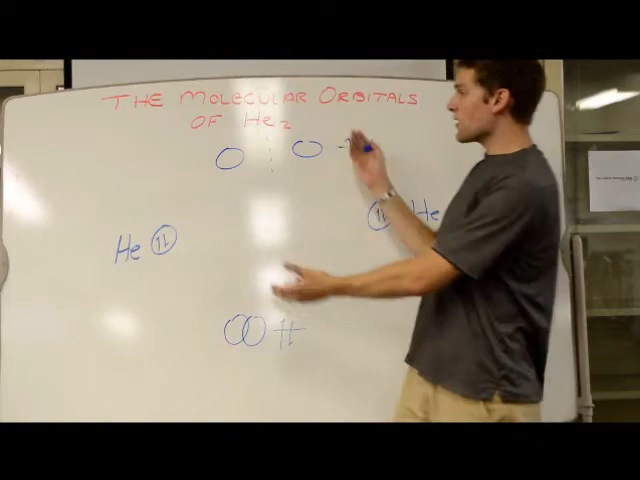 THE MOLECULAR ORBITALS
OF He2
He
He